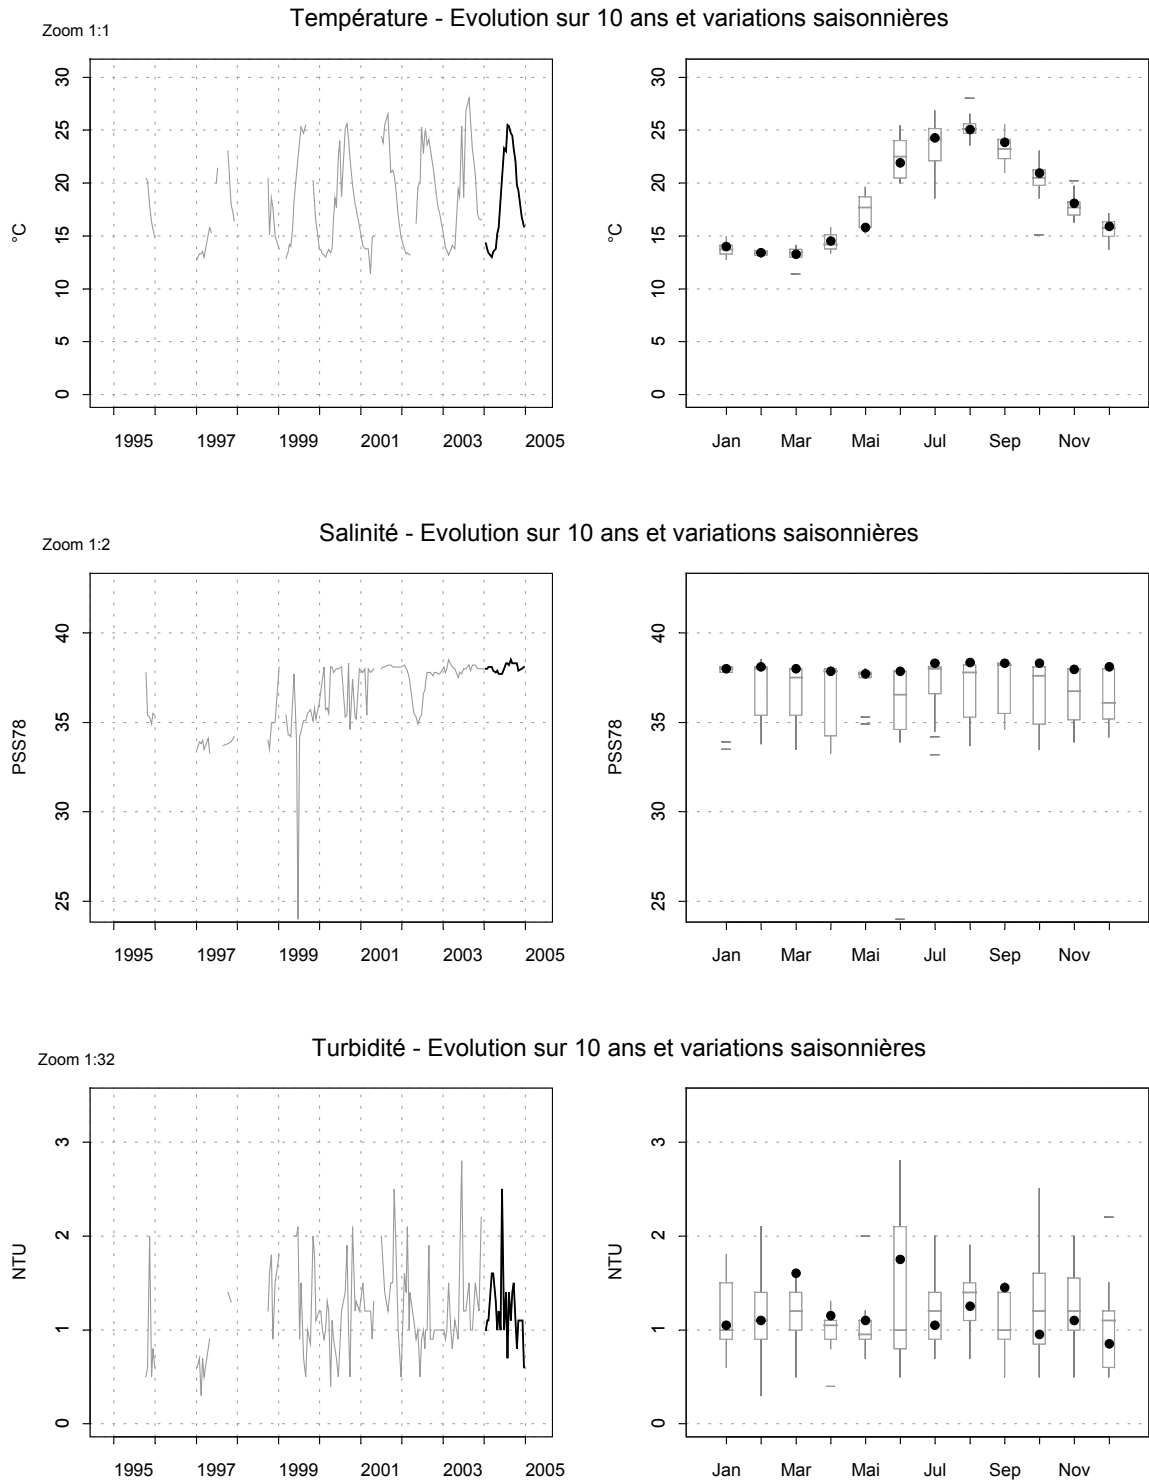 Température - Evolution sur 10 ans et variations saisonnières
Zoom 1:1
30
25
20
15
10
5
0
°C
1995 1997 1999 2001 2003 2005
30
25
20
15
10
5
0
°C
Jan Mar Mai Jul Sep Nov
Salinité - Evolution sur 10 ans et variations saisonnières
Zoom 1:2
40
35
30
25
PSS78
1995 1997 1999 2001 2003 2005
40
35
30
25
PSS78
Jan Mar Mai Jul Sep Nov
Turbidité - Evolution sur 10 ans et variations saisonnières
Zoom 1:32
3
2
1
0
NTU
1995 1997 1999 2001 2003 2005
3
2
1
0
NTU
Jan Mar Mai Jul Sep Nov